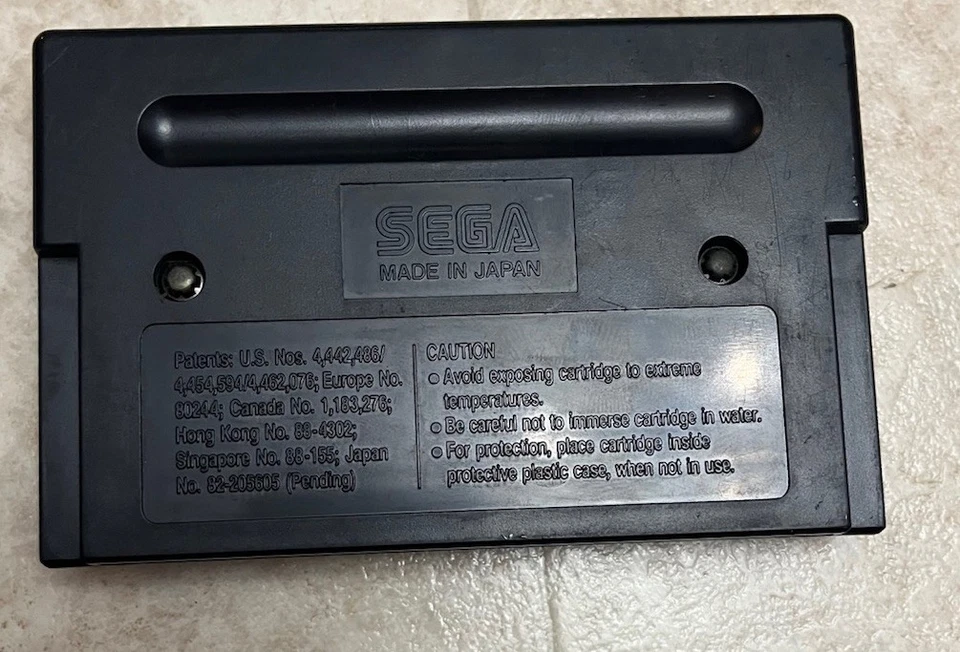 SEGA
MADE IN JAPAN
Patents: U.S. Nos. 4,442,486/
4,454,594/4,462,076; Europe No.
80244; Canada No. 1,183,276;
Hong Kong No. 88-4302;
Singapore No. 88-155; Japan
No. 82-205605 (Pending)
CAUTION
● Avoid exposing cartridge to extreme
temperatures.
● Be careful not to immerse cartridge in water.
● For protection, place cartridge inside
protective plastic case, when not in use.